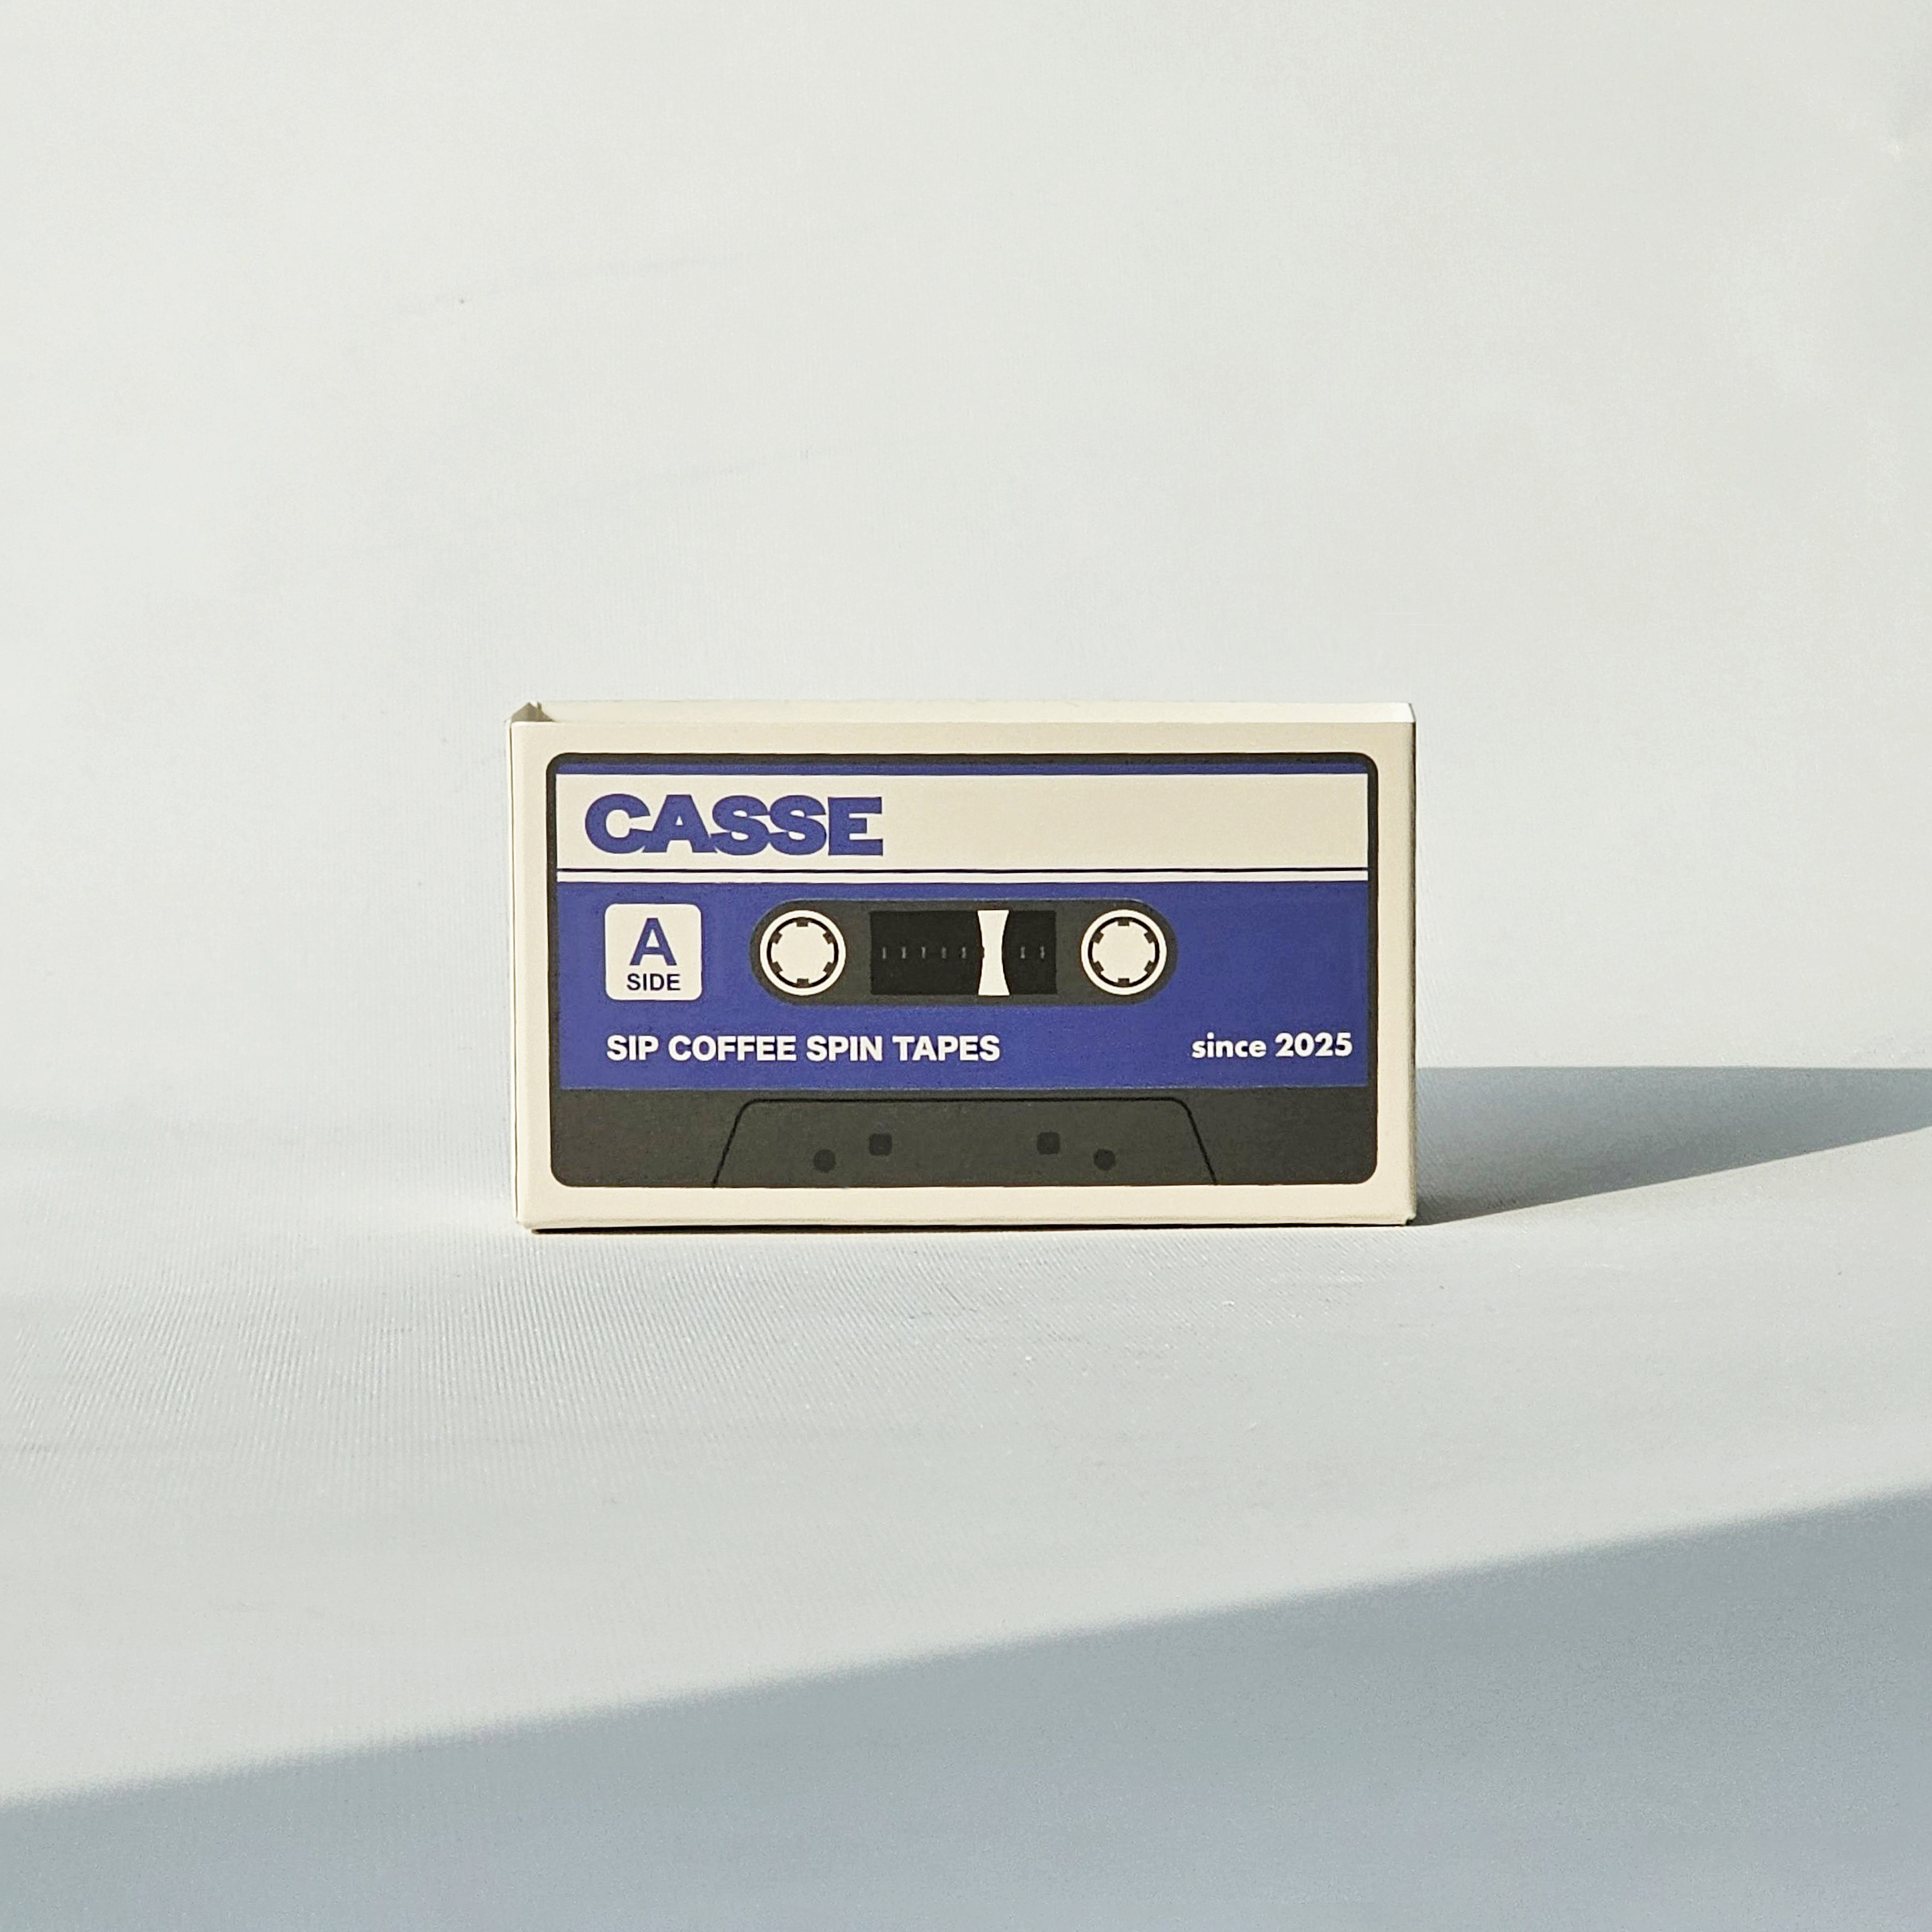 CASSE
A
SIDE
SIP COFFEE SPIN TAPES
since 2025